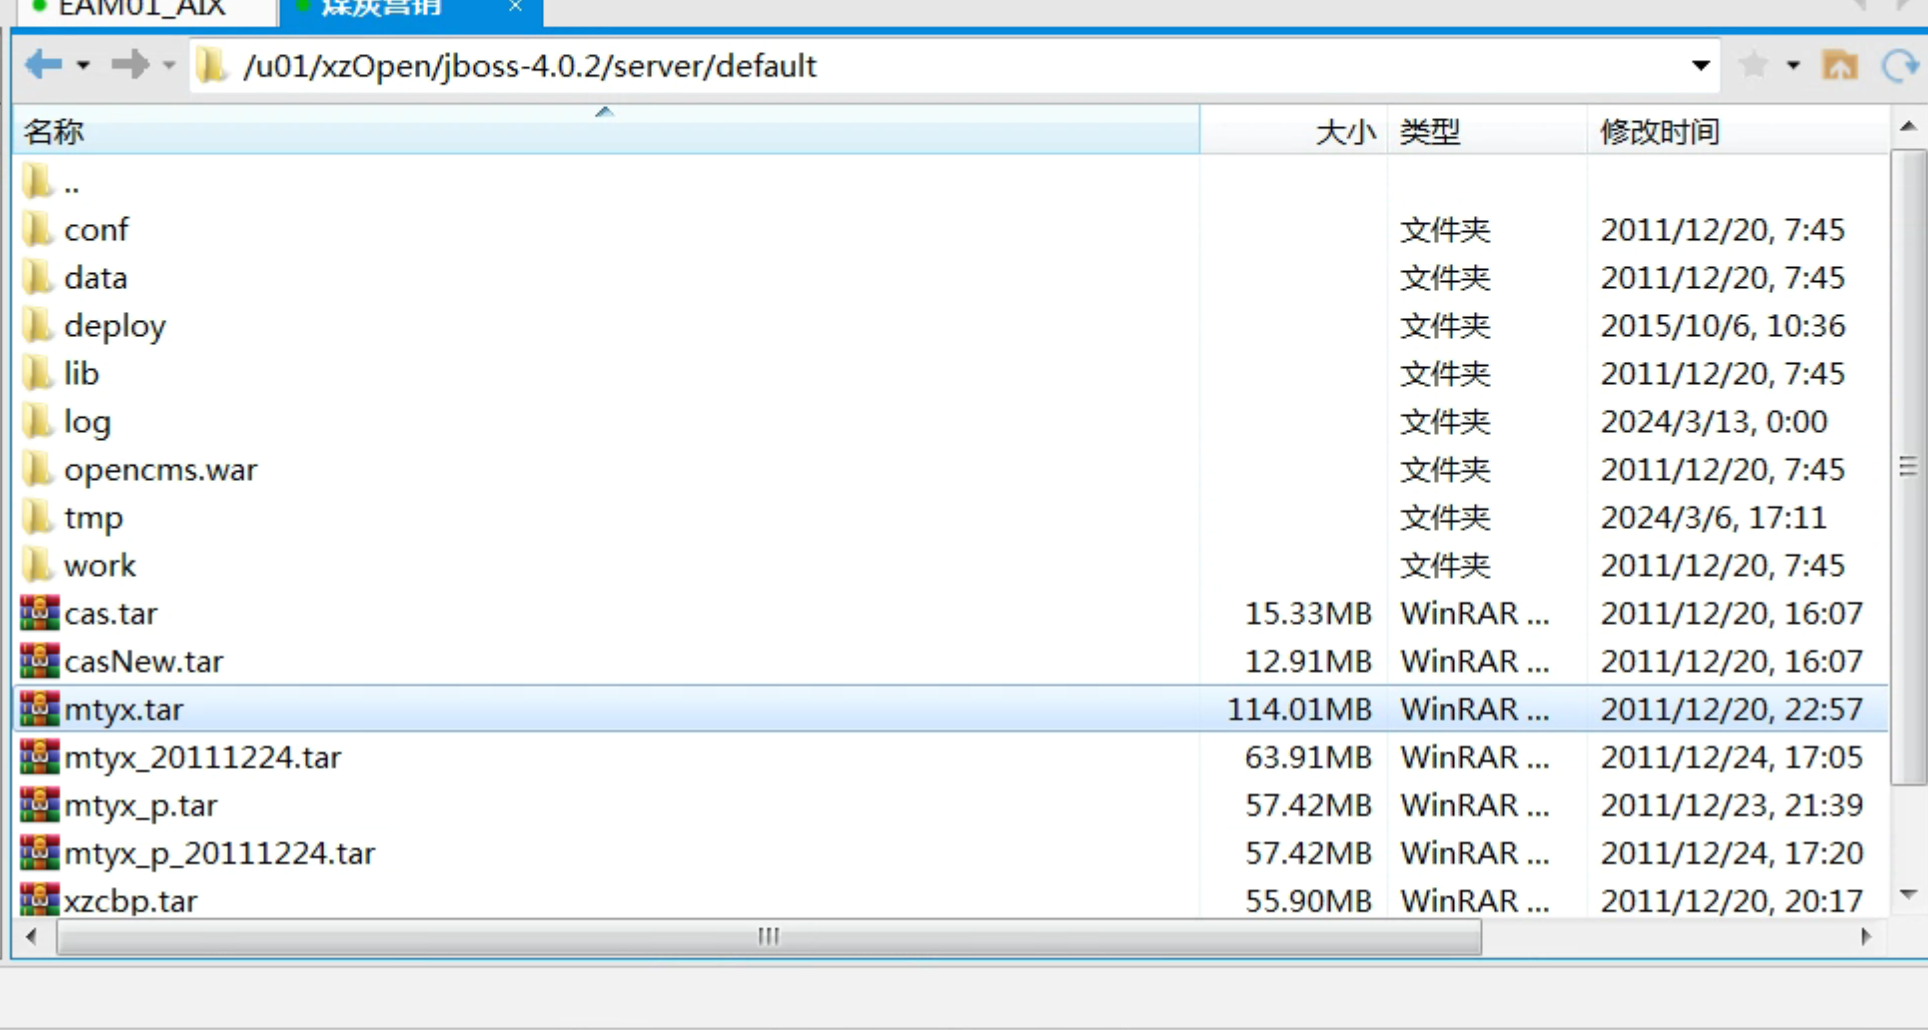 EAM01_AIX 煤炭营销 ×
/u01/xzOpen/jboss-4.0.2/server/default
名称 大小 类型 修改时间
..
conf 文件夹 2011/12/20, 7:45
data 文件夹 2011/12/20, 7:45
deploy 文件夹 2015/10/6, 10:36
lib 文件夹 2011/12/20, 7:45
log 文件夹 2024/3/13, 0:00
opencms.war 文件夹 2011/12/20, 7:45
tmp 文件夹 2024/3/6, 17:11
work 文件夹 2011/12/20, 7:45
cas.tar 15.33MB WinRAR ... 2011/12/20, 16:07
casNew.tar 12.91MB WinRAR ... 2011/12/20, 16:07
mtyx.tar 114.01MB WinRAR ... 2011/12/20, 22:57
mtyx_20111224.tar 63.91MB WinRAR ... 2011/12/24, 17:05
mtyx_p.tar 57.42MB WinRAR ... 2011/12/23, 21:39
mtyx_p_20111224.tar 57.42MB WinRAR ... 2011/12/24, 17:20
xzcbp.tar 55.90MB WinRAR ... 2011/12/20, 20:17